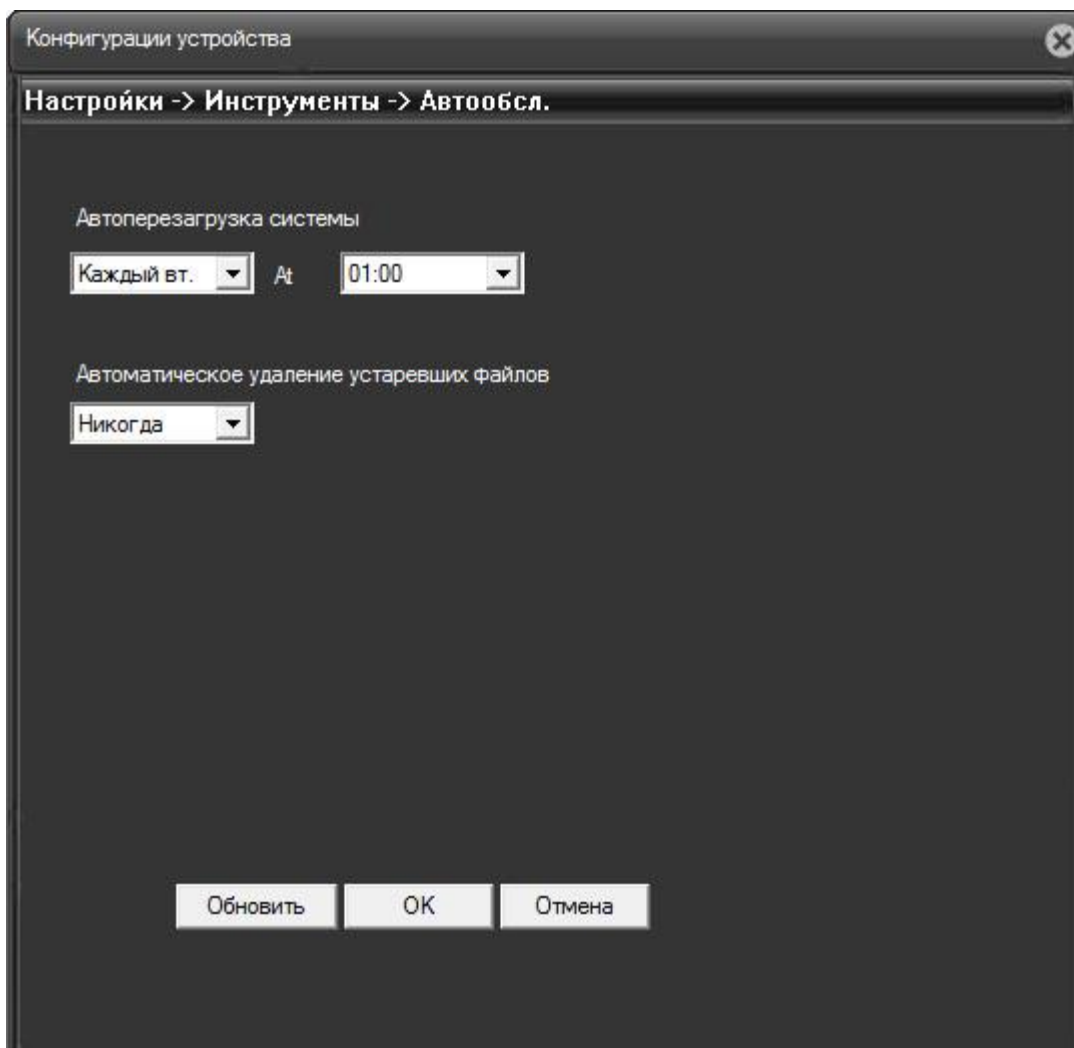 Конфигурации устройства
Настройки -> Инструменты -> Автообсл.
Автоперезагрузка системы
Каждый вт. At 01:00
Автоматическое удаление устаревших файлов
Никогда
Обновить OK Отмена